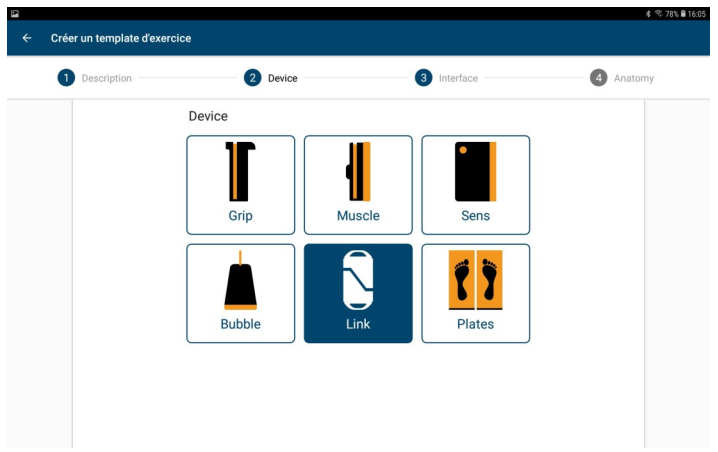 78% 16:05
Créer un template d'exercice
1 Description 2 Device 3 Interface 4 Anatomy
Device
Grip Muscle Sens
Bubble Link Plates